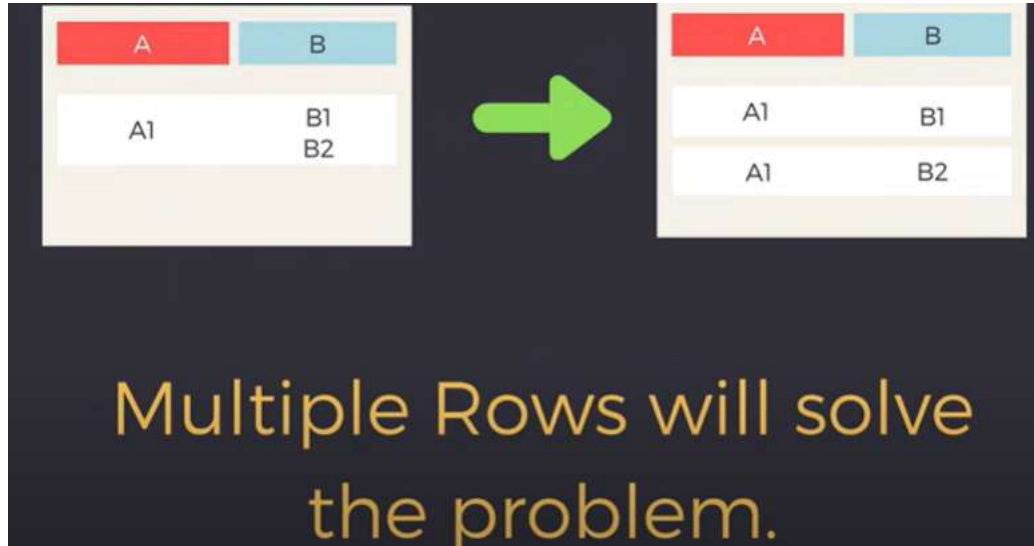 A B
A1 B1
B2
A B
A1 B1
A1 B2
Multiple Rows will solve
the problem.